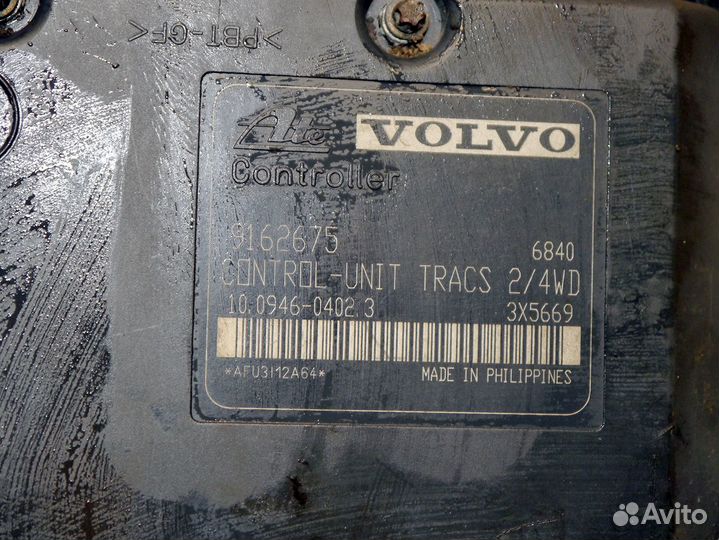 >PBT-GF<
Ate VOLVO
Controller
9162675 6840
CONTROL-UNIT TRACS 2/4WD
10.0946-0402.3 3X5669
*AFU3I12A64* MADE IN PHILIPPINES
Avito